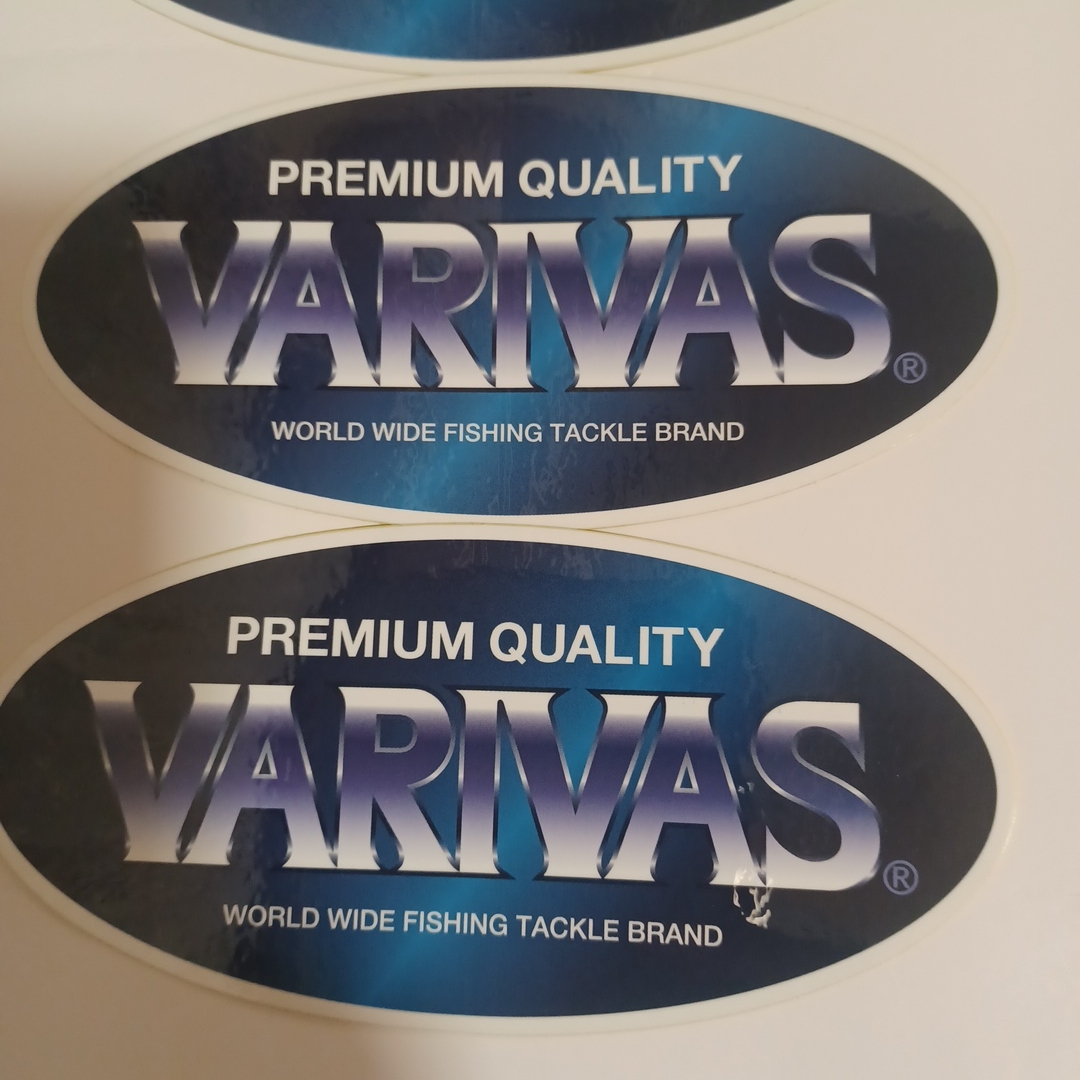 PREMIUM QUALITY
VARIVAS®
WORLD WIDE FISHING TACKLE BRAND
PREMIUM QUALITY
VARIVAS®
WORLD WIDE FISHING TACKLE BRAND